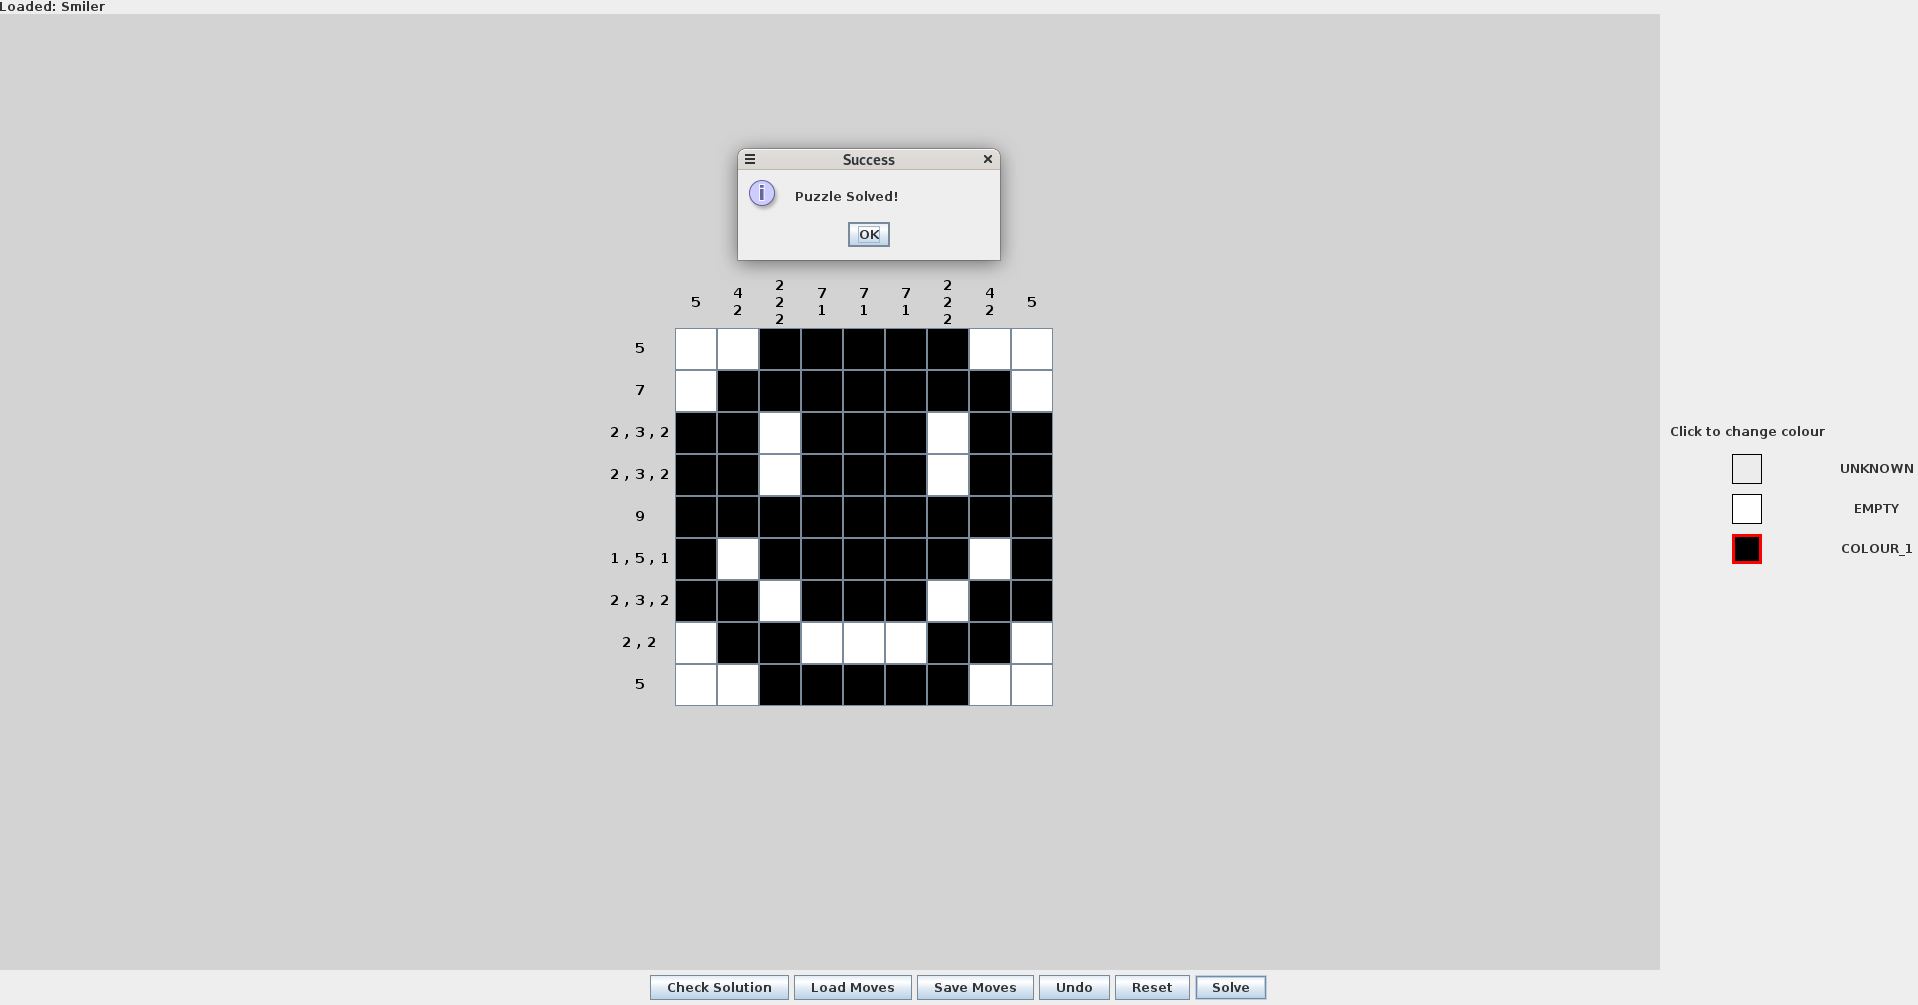 Loaded: Smiler
Success
Puzzle Solved!
OK
5 4 2 7 7 7 2 4 5
2 2 1 1 1 2 2
2 2
5
7
2 , 3 , 2
2 , 3 , 2
9
1 , 5 , 1
2 , 3 , 2
2 , 2
5
Click to change colour
UNKNOWN
EMPTY
COLOUR_1
Check Solution Load Moves Save Moves Undo Reset Solve